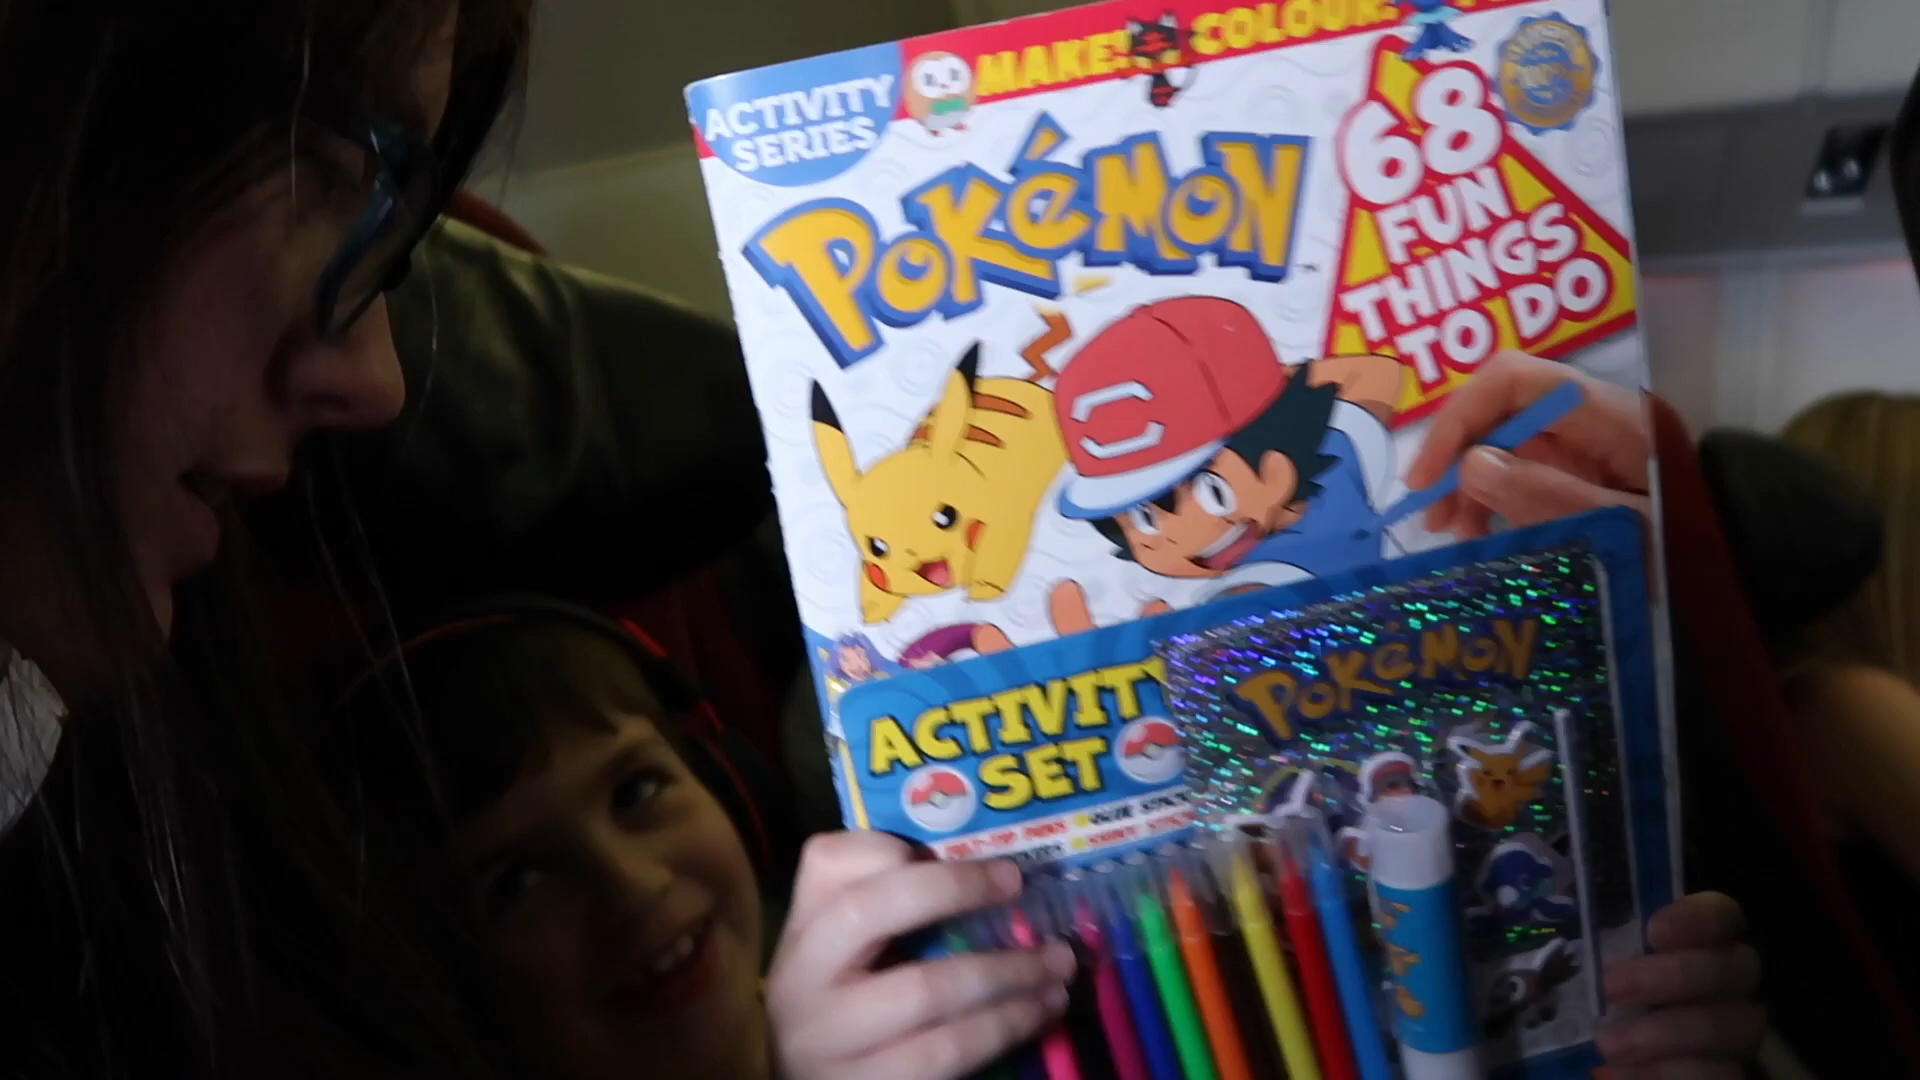 MAKE! COLOUR!
ACTIVITY
SERIES
POKéMON
68
FUN
THINGS
TO DO
POKéMON
ACTIVITY
SET